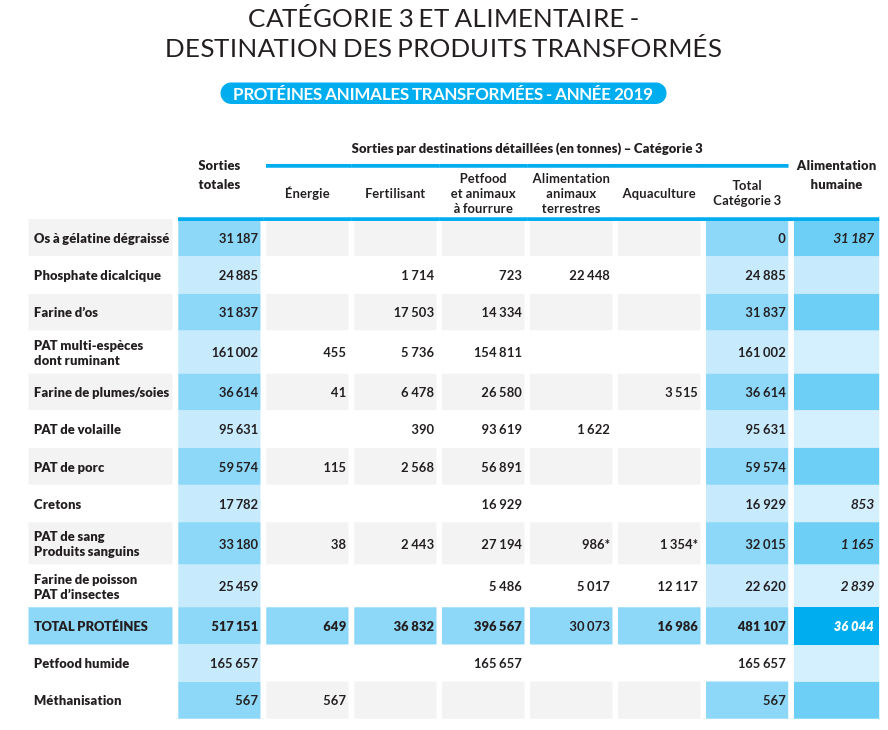 CATÉGORIE 3 ET ALIMENTAIRE -
DESTINATION DES PRODUITS TRANSFORMÉS
PROTÉINES ANIMALES TRANSFORMÉES - ANNÉE 2019
Sorties totales
Sorties par destinations détaillées (en tonnes) – Catégorie 3
Alimentation humaine
Énergie Fertilisant Petfood et animaux à fourrure Alimentation animaux terrestres Aquaculture Total Catégorie 3
Os à gélatine dégraissé 31 187 0 31 187
Phosphate dicalcique 24 885 1 714 723 22 448 24 885
Farine d'os 31 837 17 503 14 334 31 837
PAT multi-espèces dont ruminant 161 002 455 5 736 154 811 161 002
Farine de plumes/soies 36 614 41 6 478 26 580 3 515 36 614
PAT de volaille 95 631 390 93 619 1 622 95 631
PAT de porc 59 574 115 2 568 56 891 59 574
Cretons 17 782 16 929 16 929 853
PAT de sang Produits sanguins 33 180 38 2 443 27 194 986* 1 354* 32 015 1 165
Farine de poisson PAT d'insectes 25 459 5 486 5 017 12 117 22 620 2 839
TOTAL PROTÉINES 517 151 649 36 832 396 567 30 073 16 986 481 107 36 044
Petfood humide 165 657 165 657 165 657
Méthanisation 567 567 567